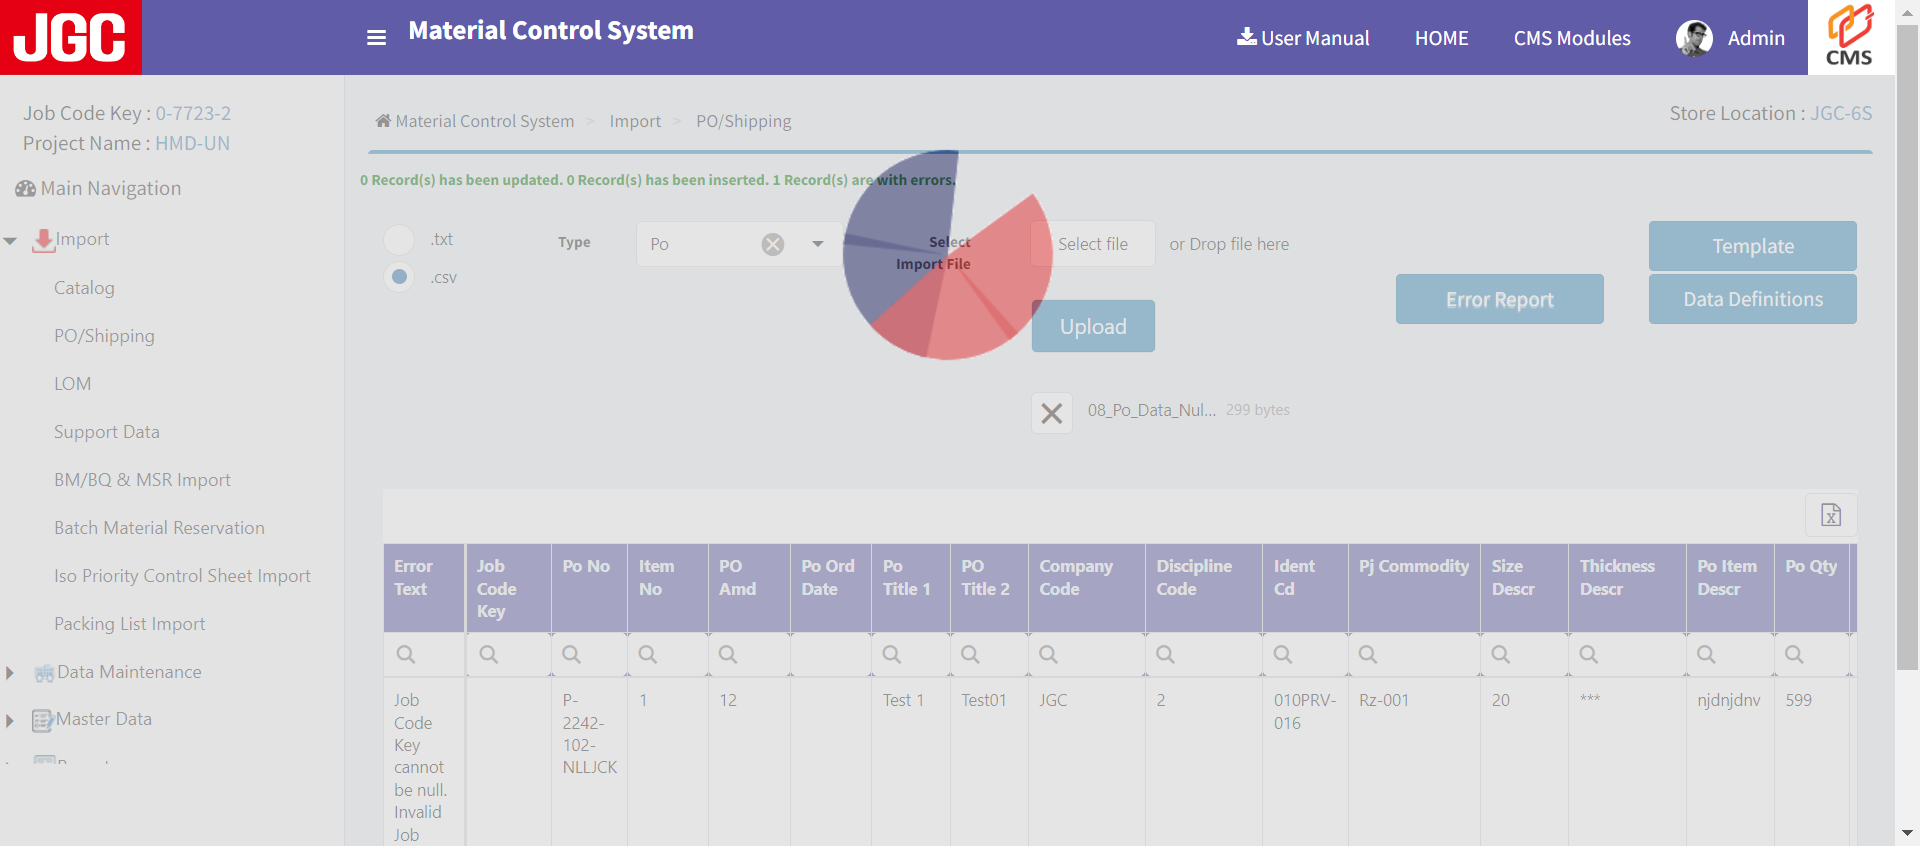 JGC
Material Control System
User Manual
HOME
CMS Modules
Admin
CMS
Job Code Key : 0-7723-2
Project Name : HMD-UN
Main Navigation
Import
Catalog
PO/Shipping
LOM
Support Data
BM/BQ & MSR Import
Batch Material Reservation
Iso Priority Control Sheet Import
Packing List Import
Data Maintenance
Master Data
Material Control System > Import > PO/Shipping
Store Location : JGC-6S
0 Record(s) has been updated. 0 Record(s) has been inserted. 1 Record(s) are with errors.
.txt
.csv
Type
Po
Select
Import File
Select file
or Drop file here
Upload
Template
Error Report
Data Definitions
08_Po_Data_Nul... 299 bytes
Error
Text
Job
Code
Key
Po No
Item
No
PO
Amd
Po Ord
Date
Po
Title 1
PO
Title 2
Company
Code
Discipline
Code
Ident
Cd
Pj Commodity
Size
Descr
Thickness
Descr
Po Item
Descr
Po Qty
Job
Code
Key
cannot
be null.
Invalid
Job
P-
2242-
102-
NLLJCK
1
12
Test 1
Test01
JGC
2
010PRV-
016
Rz-001
20
***
njdnjdnv
599